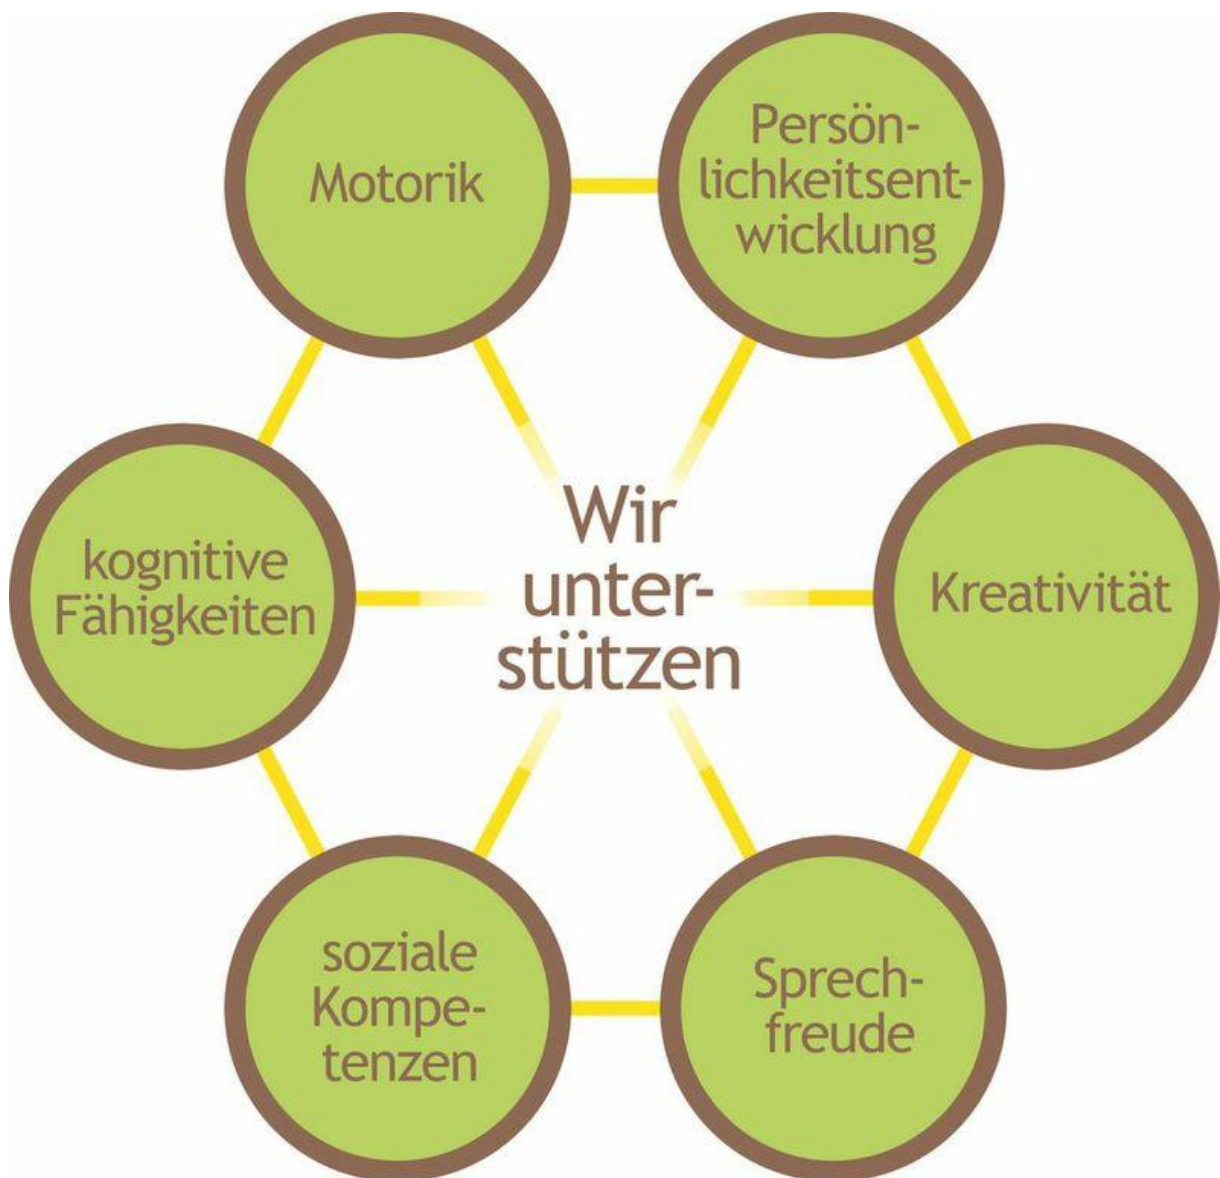 Motorik
Persön-
lichkeitsent-
wicklung
kognitive
Fähigkeiten
Wir
unter-
stützen
Kreativität
soziale
Kompe-
tenzen
Sprech-
freude